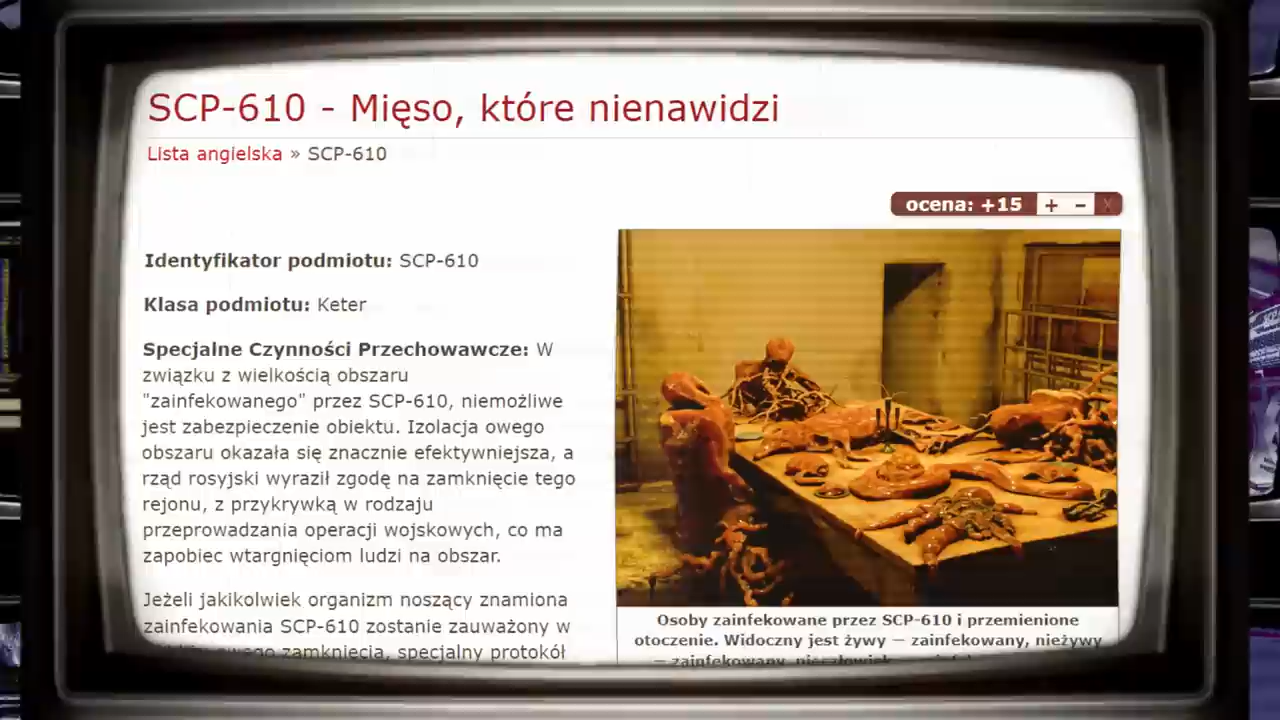 SCP-610 - Mięso, które nienawidzi
Lista angielska » SCP-610
ocena: +15 + – X
Identyfikator podmiotu: SCP-610
Klasa podmiotu: Keter
Specjalne Czynności Przechowawcze: W
związku z wielkością obszaru
"zainfekowanego" przez SCP-610, niemożliwe
jest zabezpieczenie obiektu. Izolacja owego
obszaru okazała się znacznie efektywniejsza, a
rząd rosyjski wyraził zgodę na zamknięcie tego
rejonu, z przykrywką w rodzaju
przeprowadzania operacji wojskowych, co ma
zapobiec wtargnięciom ludzi na obszar.
Jeżeli jakikolwiek organizm noszący znamiona
zainfekowania SCP-610 zostanie zauważony w
zamknięcia, specjalny protokół
Osoby zainfekowane przez SCP-610 i przemienione
otoczenie. Widoczny jest żywy — zainfekowany, nieżywy
— zainfekowany, nieczłowiek